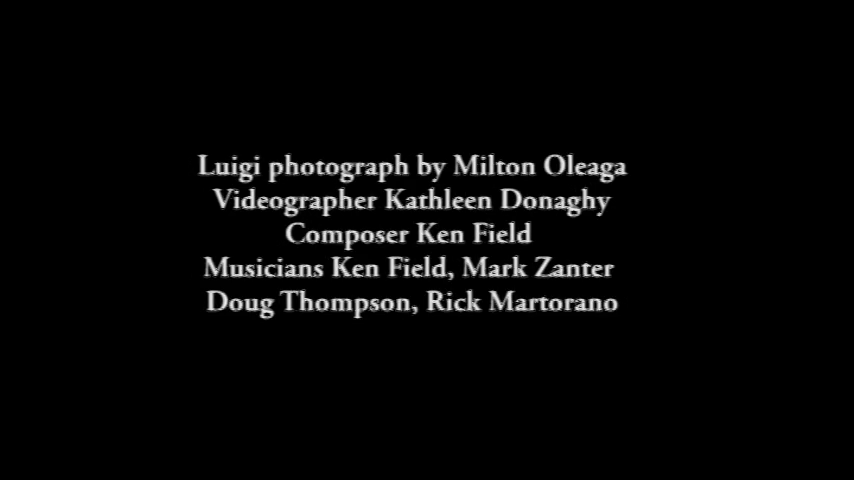 Luigi photograph by Milton Oleaga
Videographer Kathleen Donaghy
Composer Ken Field
Musicians Ken Field, Mark Zanter
Doug Thompson, Rick Martorano